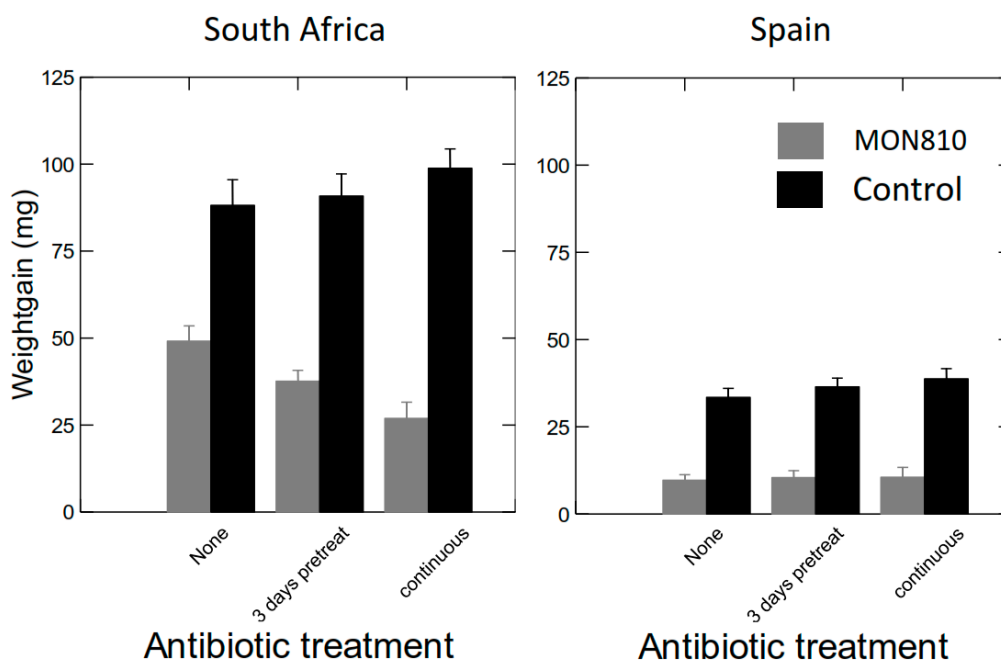 South Africa
Weightgain (mg)
125
100
75
50
25
0
None
3 days pretreat
continuous
Antibiotic treatment
Spain
125
100
75
50
25
0
MON810
Control
None
3 days pretreat
continuous
Antibiotic treatment